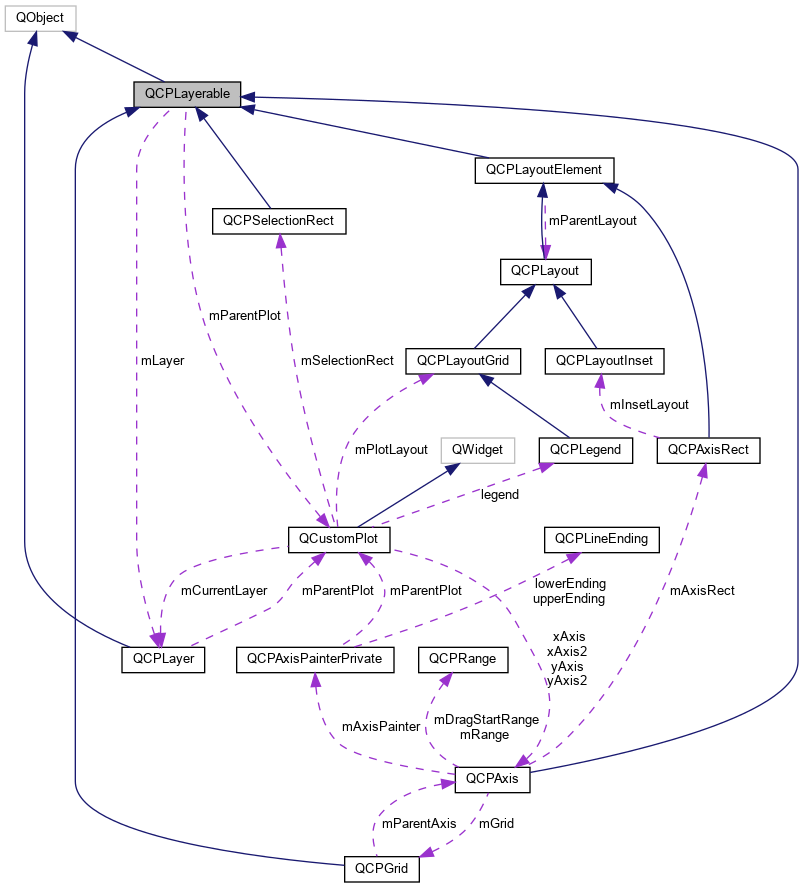 QObject
QCPLayerable
QCPLayoutElement
QCPSelectionRect
mParentLayout
QCPLayout
mParentPlot
mLayer
mSelectionRect
QCPLayoutGrid
QCPLayoutInset
mInsetLayout
mPlotLayout
QWidget
QCPLegend
QCPAxisRect
legend
QCustomPlot
QCPLineEnding
mCurrentLayer
mParentPlot
mParentPlot
lowerEnding
upperEnding
mAxisRect
xAxis
xAxis2
yAxis
yAxis2
QCPLayer
QCPAxisPainterPrivate
QCPRange
mAxisPainter
mDragStartRange
mRange
QCPAxis
mParentAxis
mGrid
QCPGrid